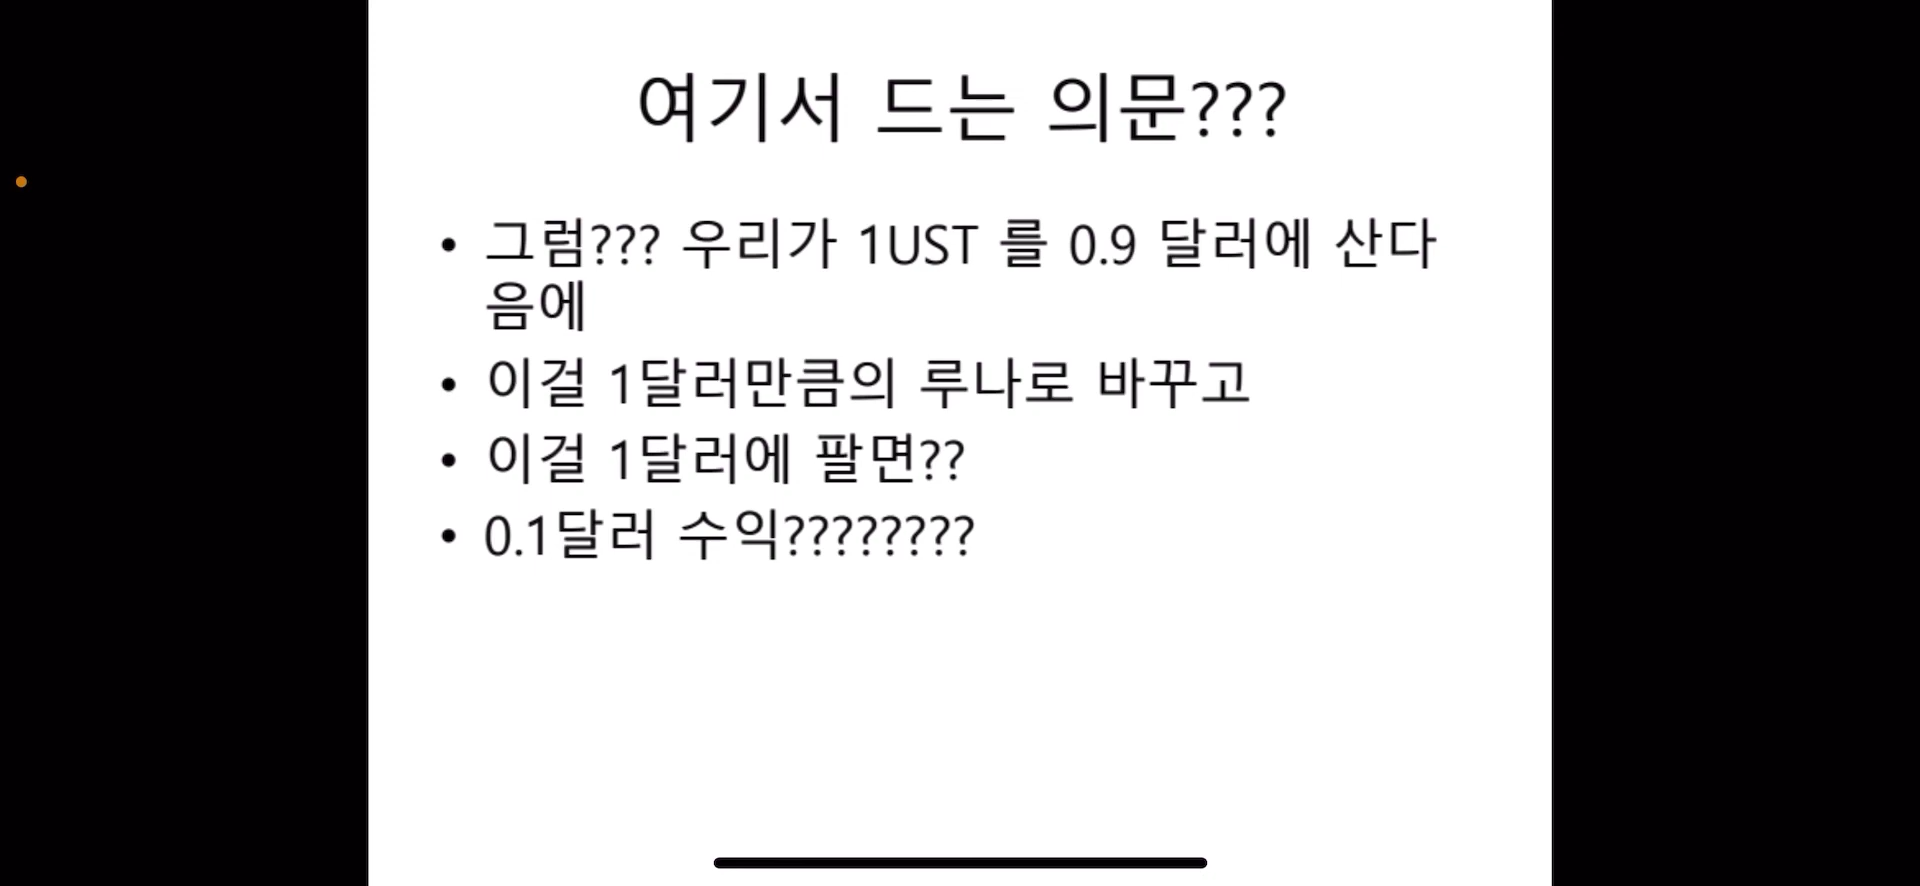 여기서 드는 의문???
• 그럼??? 우리가 1UST 를 0.9 달러에 산다
음에
• 이걸 1달러만큼의 루나로 바꾸고
• 이걸 1달러에 팔면??
• 0.1달러 수익????????